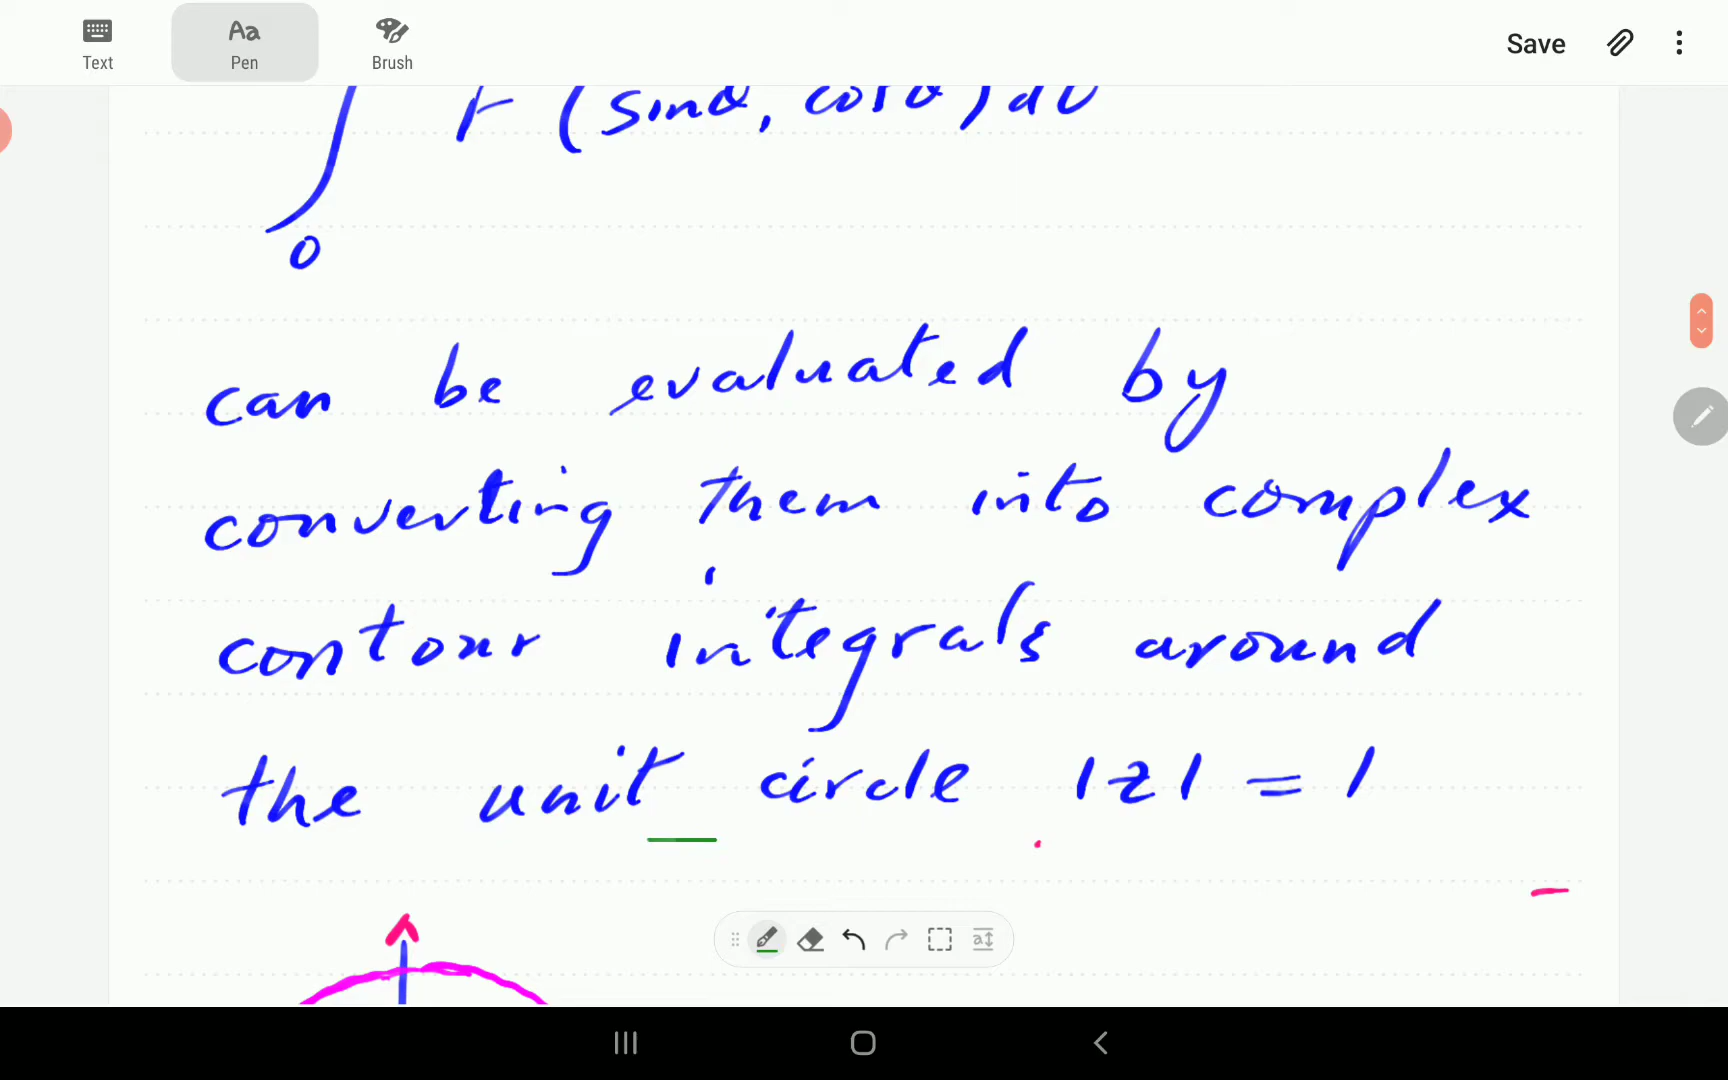 Text
Aa
Pen
Brush
Save
∫ F (sinθ, cosθ) dθ
0
can be evaluated by
converting them into complex
contour integrals around
the unit circle |z| = 1